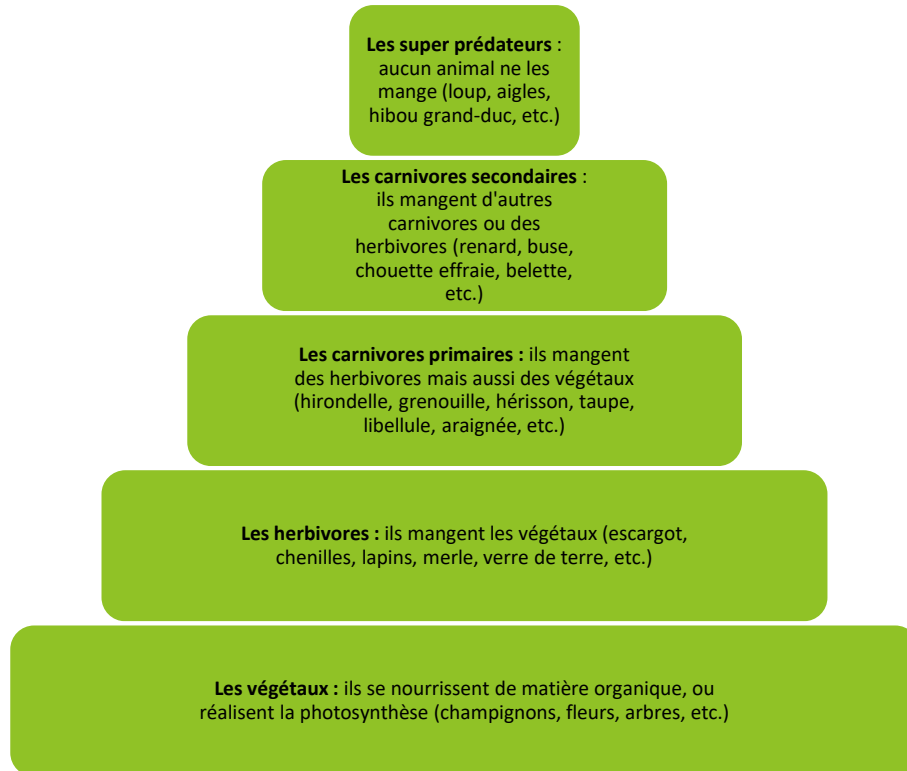 Les super prédateurs :
aucun animal ne les
mange (loup, aigles,
hibou grand-duc, etc.)
Les carnivores secondaires :
ils mangent d'autres
carnivores ou des
herbivores (renard, buse,
chouette effraie, belette,
etc.)
Les carnivores primaires : ils mangent
des herbivores mais aussi des végétaux
(hirondelle, grenouille, hérisson, taupe,
libellule, araignée, etc.)
Les herbivores : ils mangent les végétaux (escargot,
chenilles, lapins, merle, verre de terre, etc.)
Les végétaux : ils se nourrissent de matière organique, ou
réalisent la photosynthèse (champignons, fleurs, arbres, etc.)